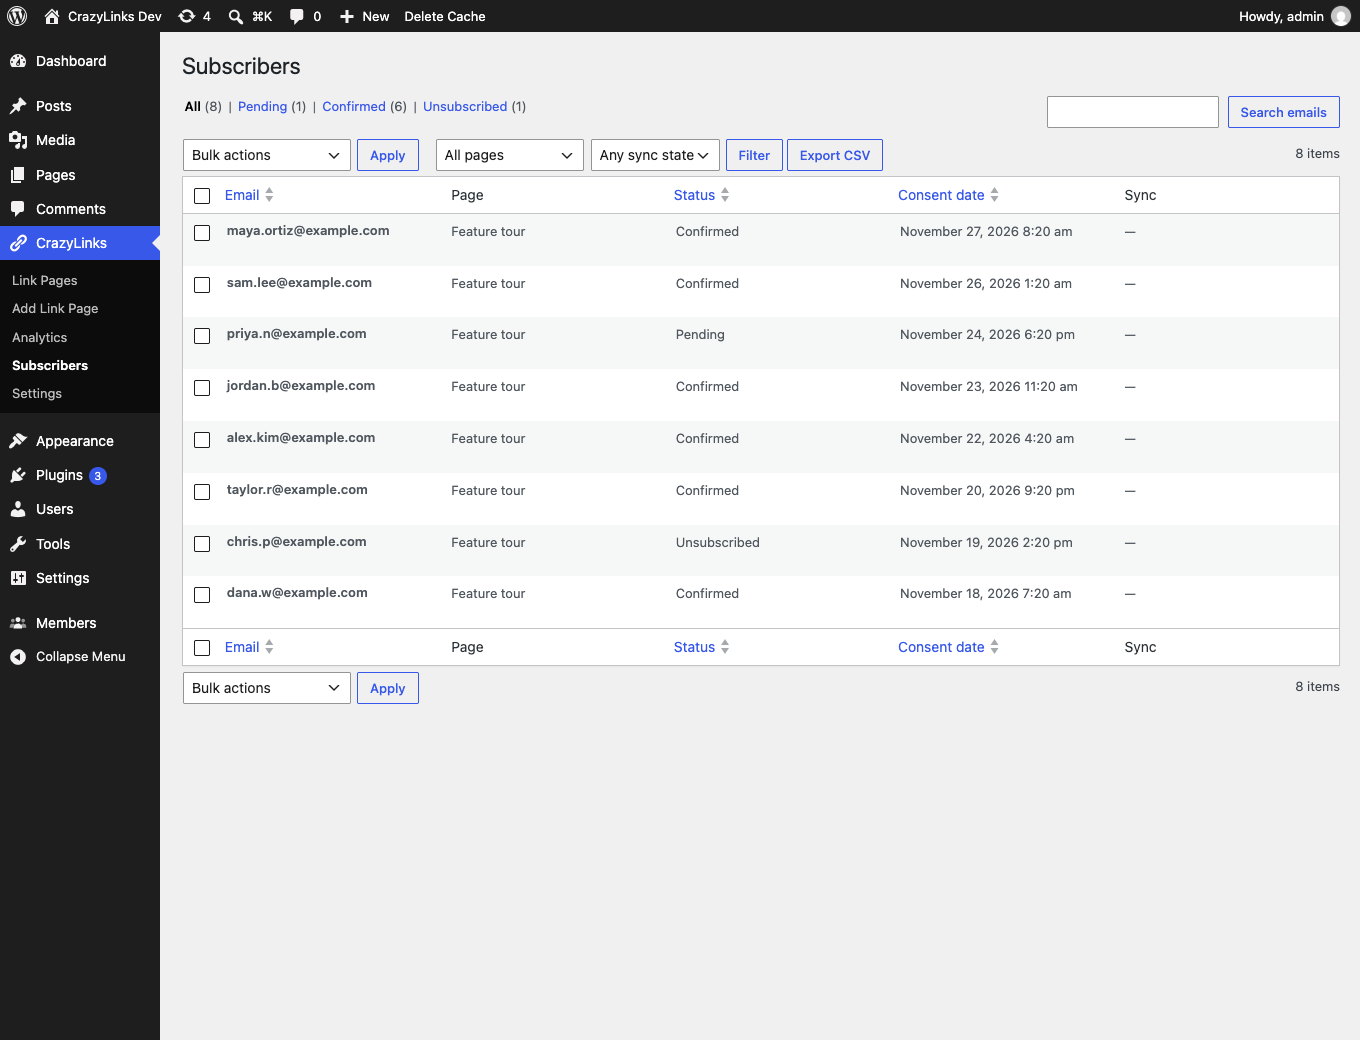 CrazyLinks Dev 4 ⌘K 0 New Delete Cache Howdy, admin
Dashboard
Posts
Media
Pages
Comments
CrazyLinks
Link Pages
Add Link Page
Analytics
Subscribers
Settings
Appearance
Plugins 3
Users
Tools
Settings
Members
Collapse Menu
Subscribers
All (8) | Pending (1) | Confirmed (6) | Unsubscribed (1)
Search emails
Bulk actions Apply All pages Any sync state Filter Export CSV 8 items
Email Page Status Consent date Sync
maya.ortiz@example.com Feature tour Confirmed November 27, 2026 8:20 am —
sam.lee@example.com Feature tour Confirmed November 26, 2026 1:20 am —
priya.n@example.com Feature tour Pending November 24, 2026 6:20 pm —
jordan.b@example.com Feature tour Confirmed November 23, 2026 11:20 am —
alex.kim@example.com Feature tour Confirmed November 22, 2026 4:20 am —
taylor.r@example.com Feature tour Confirmed November 20, 2026 9:20 pm —
chris.p@example.com Feature tour Unsubscribed November 19, 2026 2:20 pm —
dana.w@example.com Feature tour Confirmed November 18, 2026 7:20 am —
Email Page Status Consent date Sync
Bulk actions Apply 8 items